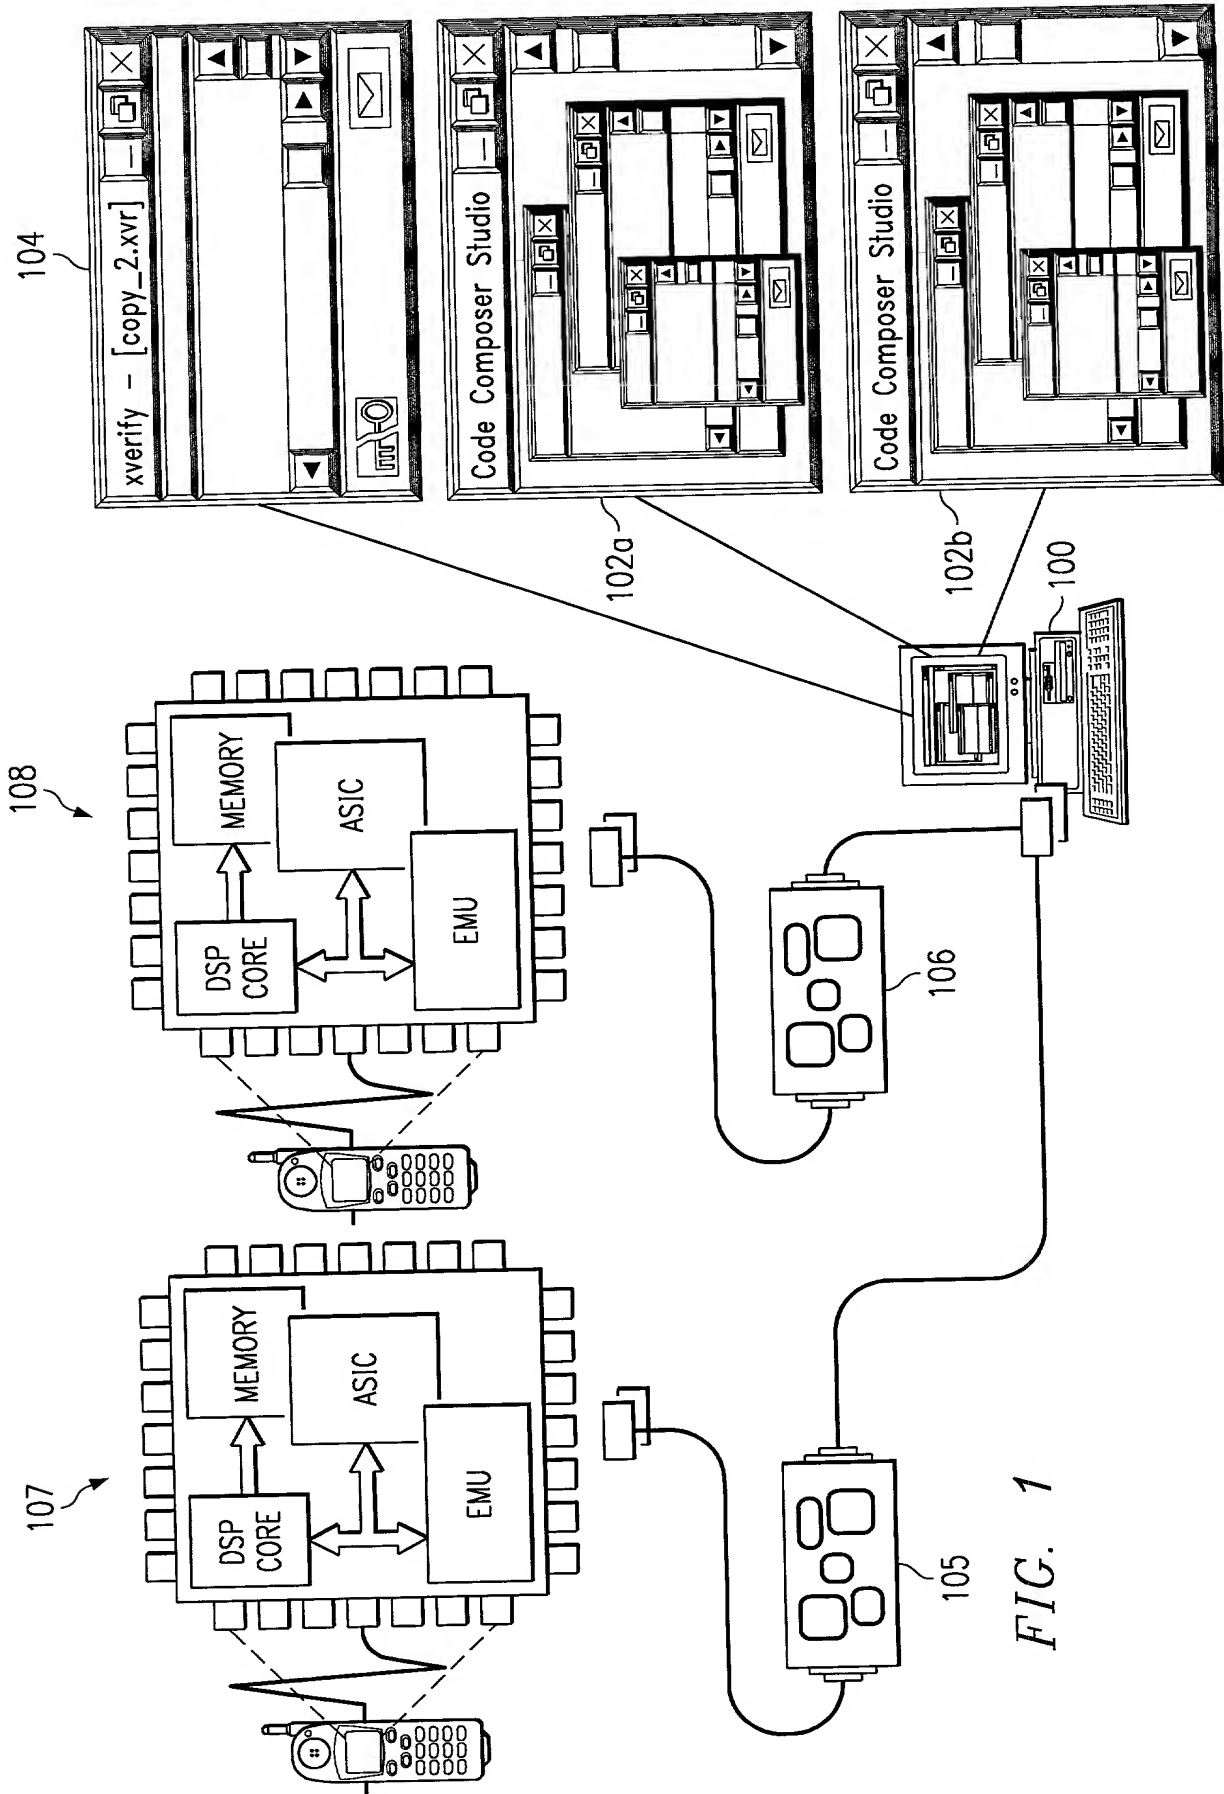 107
DSP
CORE
MEMORY
ASIC
EMU
108
DSP
CORE
MEMORY
ASIC
EMU
104
xverify – [copy_2.xvr]
Code Composer Studio
102a
Code Composer Studio
102b
100
105
106
FIG. 1